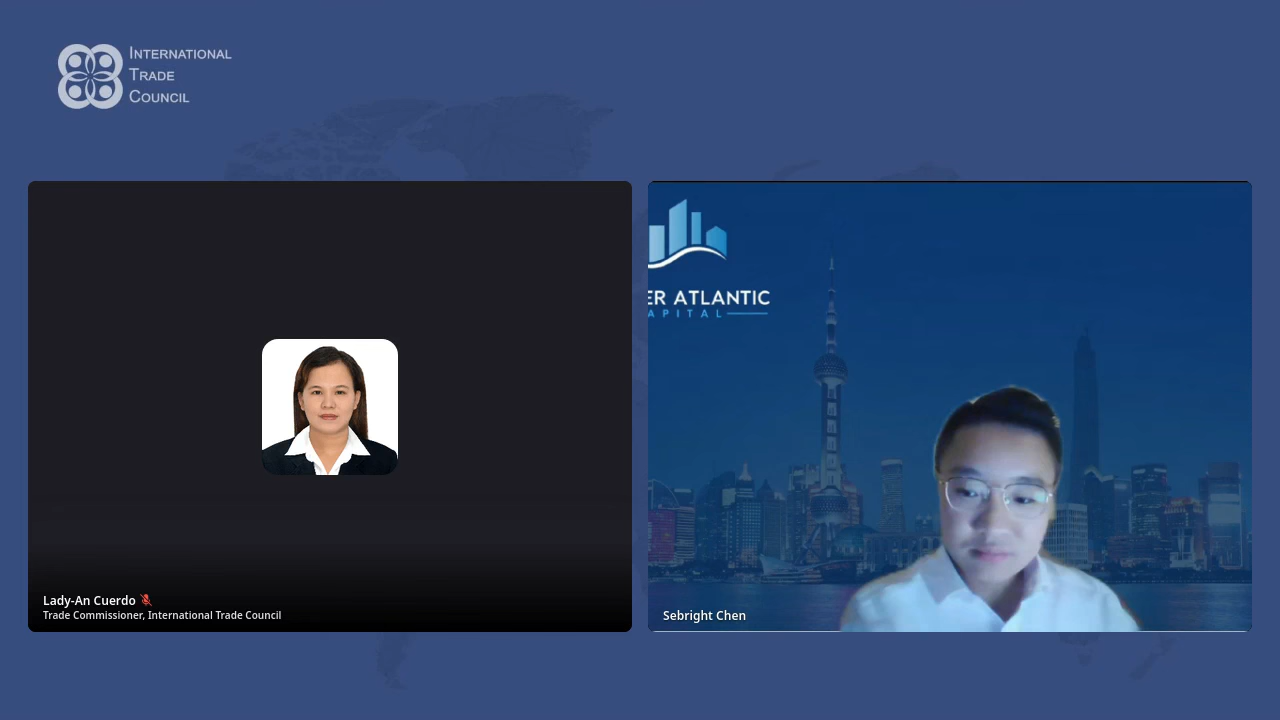 INTERNATIONAL
TRADE
COUNCIL
ER ATLANTIC
APITAL
Lady-An Cuerdo
Trade Commissioner, International Trade Council
Sebright Chen